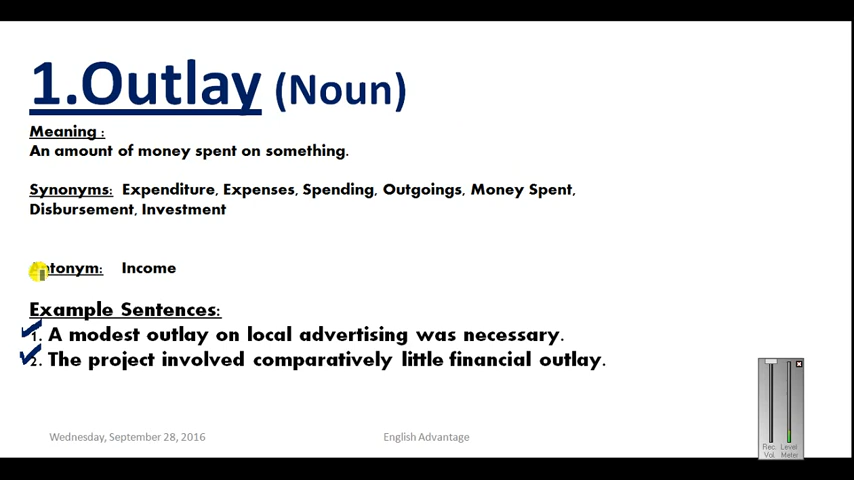 1.Outlay (Noun)
Meaning :
An amount of money spent on something.
Synonyms: Expenditure, Expenses, Spending, Outgoings, Money Spent,
Disbursement, Investment
Antonym: Income
Example Sentences:
1. A modest outlay on local advertising was necessary.
2. The project involved comparatively little financial outlay.
Wednesday, September 28, 2016 English Advantage
Rec. Level
Vol Meter